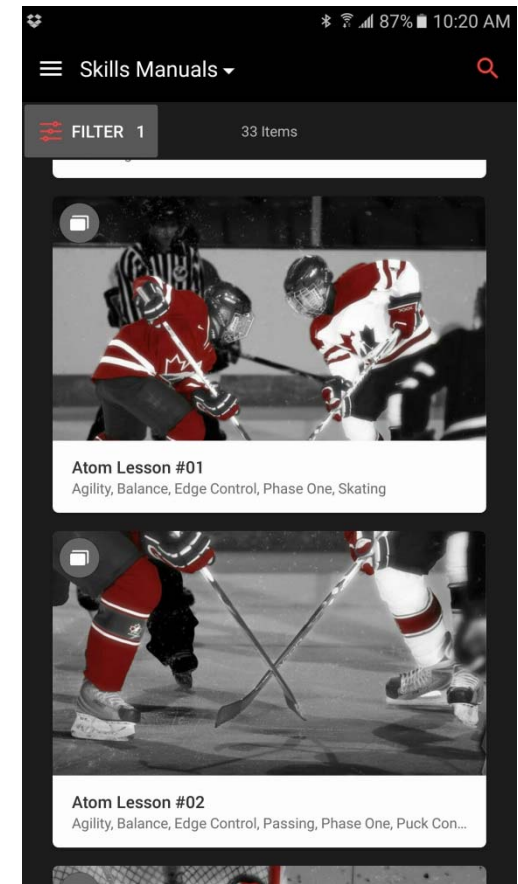 87% 10:20 AM
Skills Manuals
FILTER 1
33 Items
Atom Lesson #01
Agility, Balance, Edge Control, Phase One, Skating
Atom Lesson #02
Agility, Balance, Edge Control, Passing, Phase One, Puck Con...